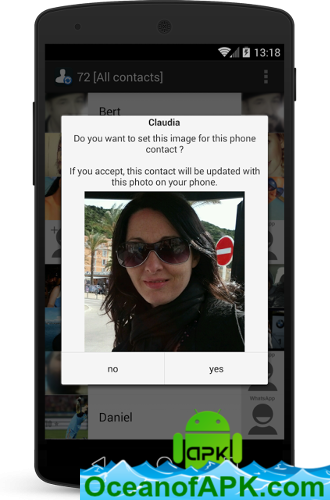 13:18
72 [All contacts]
Bert
Claudia
Do you want to set this image for this phone
contact ?
If you accept, this contact will be updated with
this photo on your phone.
no
yes
WhatsApp
Daniel
apk
OceanofAPK.com